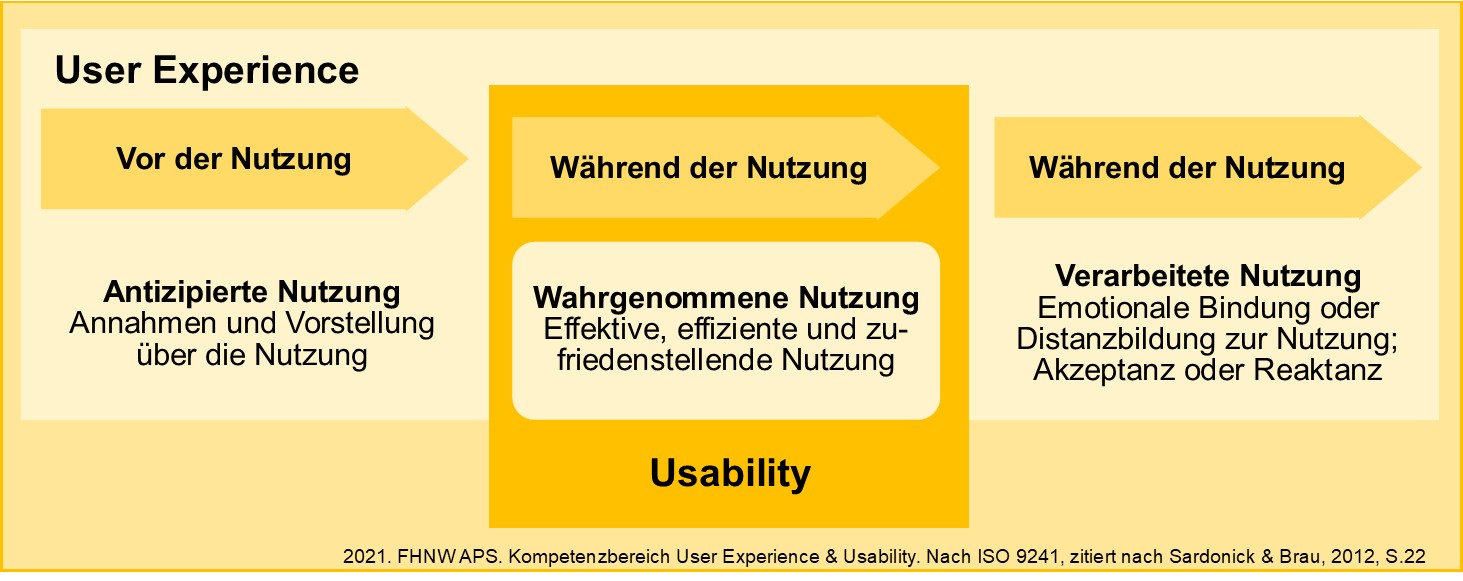 User Experience
Vor der Nutzung
Während der Nutzung
Während der Nutzung
Antizipierte Nutzung
Annahmen und Vorstellung
über die Nutzung
Wahrgenommene Nutzung
Effektive, effiziente und zu-
friedenstellende Nutzung
Verarbeitete Nutzung
Emotionale Bindung oder
Distanzbildung zur Nutzung;
Akzeptanz oder Reaktanz
Usability
2021. FHNW APS. Kompetenzbereich User Experience & Usability. Nach ISO 9241, zitiert nach Sardonick & Brau, 2012, S.22